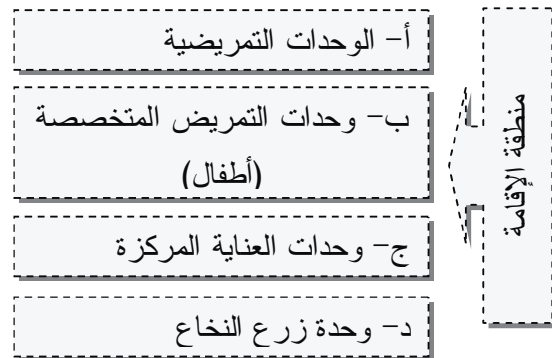 منطقة الإقامة
أ- الوحدات التمريضية
ب- وحدات التمريض المتخصصة
(أطفال)
ج- وحدات العناية المركزة
د- وحدة زرع النخاع